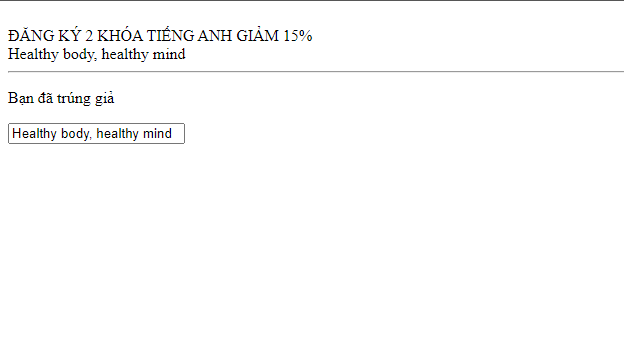 ĐĂNG KÝ 2 KHÓA TIẾNG ANH GIẢM 15%
Healthy body, healthy mind
Bạn đã trúng giả
Healthy body, healthy mind